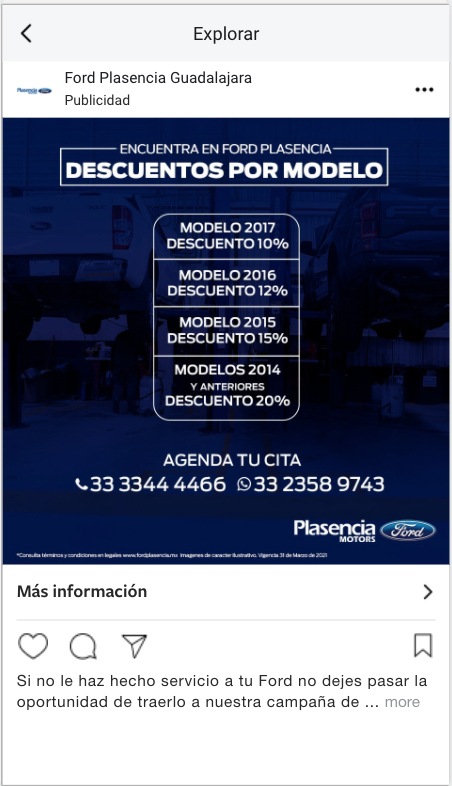 Explorar
Ford Plasencia Guadalajara
Publicidad
ENCUENTRA EN FORD PLASENCIA
DESCUENTOS POR MODELO
MODELO 2017
DESCUENTO 10%
MODELO 2016
DESCUENTO 12%
MODELO 2015
DESCUENTO 15%
MODELOS 2014
Y ANTERIORES
DESCUENTO 20%
AGENDA TU CITA
33 3344 4466 33 2358 9743
Plasencia Ford
MOTORS
*Consulta términos y condiciones en legales www.fordplasencia.mx Imagenes de caracter ilustrativo. Vigencia 31 de Marzo de 2021
Más información
Si no le haz hecho servicio a tu Ford no dejes pasar la
oportunidad de traerlo a nuestra campaña de ... more